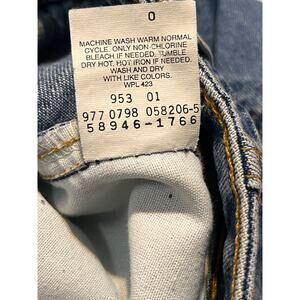 0
MACHINE WASH WARM NORMAL
CYCLE. ONLY NON-CHLORINE
BLEACH IF NEEDED. TUMBLE
DRY HOT; HOT IRON IF NEEDED.
WASH AND DRY
WITH LIKE COLORS.
WPL 423
953 01
977 0798 058206-5
58946-1766